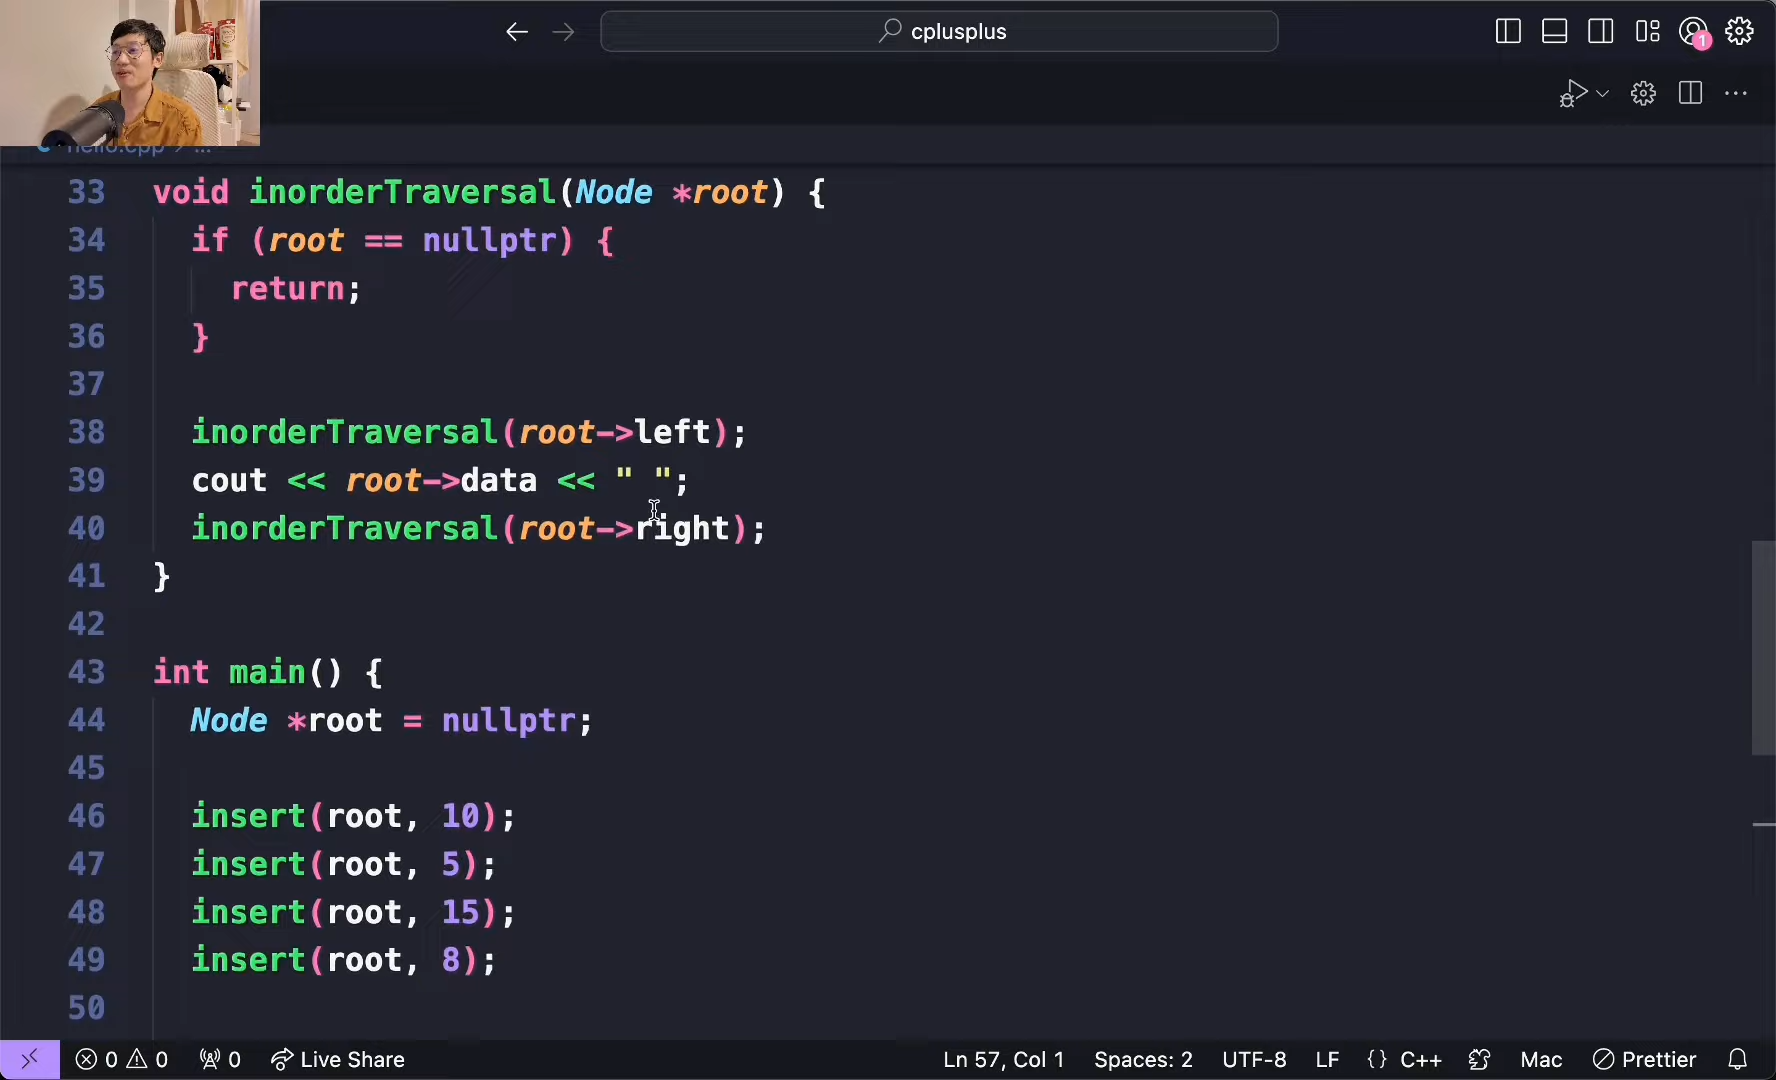 cplusplus
1
hello.cpp > ...
33 void inorderTraversal(Node *root) {
34 if (root == nullptr) {
35 return;
36 }
37
38 inorderTraversal(root->left);
39 cout << root->data << " ";
40 inorderTraversal(root->right);
41 }
42
43 int main() {
44 Node *root = nullptr;
45
46 insert(root, 10);
47 insert(root, 5);
48 insert(root, 15);
49 insert(root, 8);
50
0 0 0 Live Share Ln 57, Col 1 Spaces: 2 UTF-8 LF {} C++ Mac Prettier